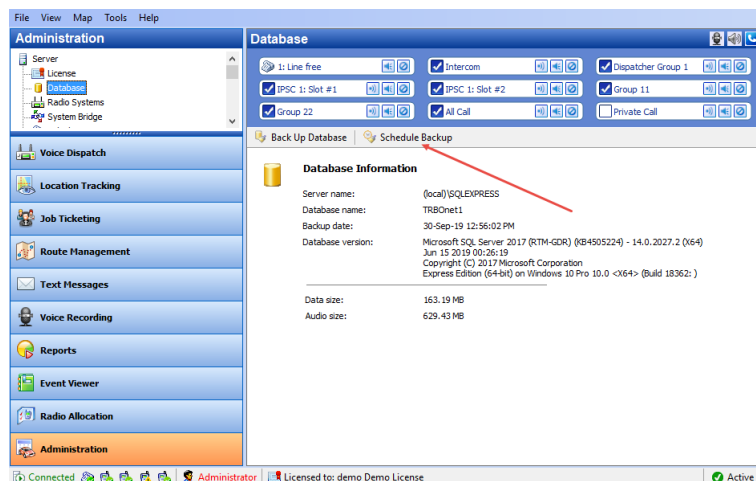 File View Map Tools Help
Administration
Server
License
Database
Radio Systems
System Bridge
Voice Dispatch
Location Tracking
Job Ticketing
Route Management
Text Messages
Voice Recording
Reports
Event Viewer
Radio Allocation
Administration
Database
1: Line free
Intercom
Dispatcher Group 1
IPSC 1: Slot #1
IPSC 1: Slot #2
Group 11
Group 22
All Call
Private Call
Back Up Database
Schedule Backup
Database Information
Server name: (local)\SQLEXPRESS
Database name: TRBOnet1
Backup date: 30-Sep-19 12:56:02 PM
Database version: Microsoft SQL Server 2017 (RTM-GDR) (KB4505224) - 14.0.2027.2 (X64)
Jun 15 2019 00:26:19
Copyright (C) 2017 Microsoft Corporation
Express Edition (64-bit) on Windows 10 Pro 10.0 <X64> (Build 18362: )
Data size: 163.19 MB
Audio size: 629.43 MB
Connected
Administrator
Licensed to: demo Demo License
Active